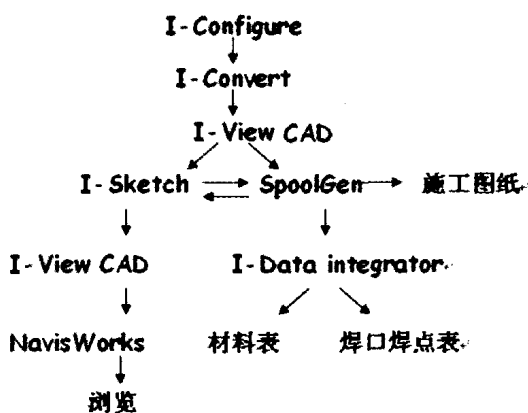 I-Configure
I-Convert
I-View CAD
I-Sketch SpoolGen 施工图纸
I-View CAD I-Data integrator
NavisWorks 材料表 焊口焊点表
浏览